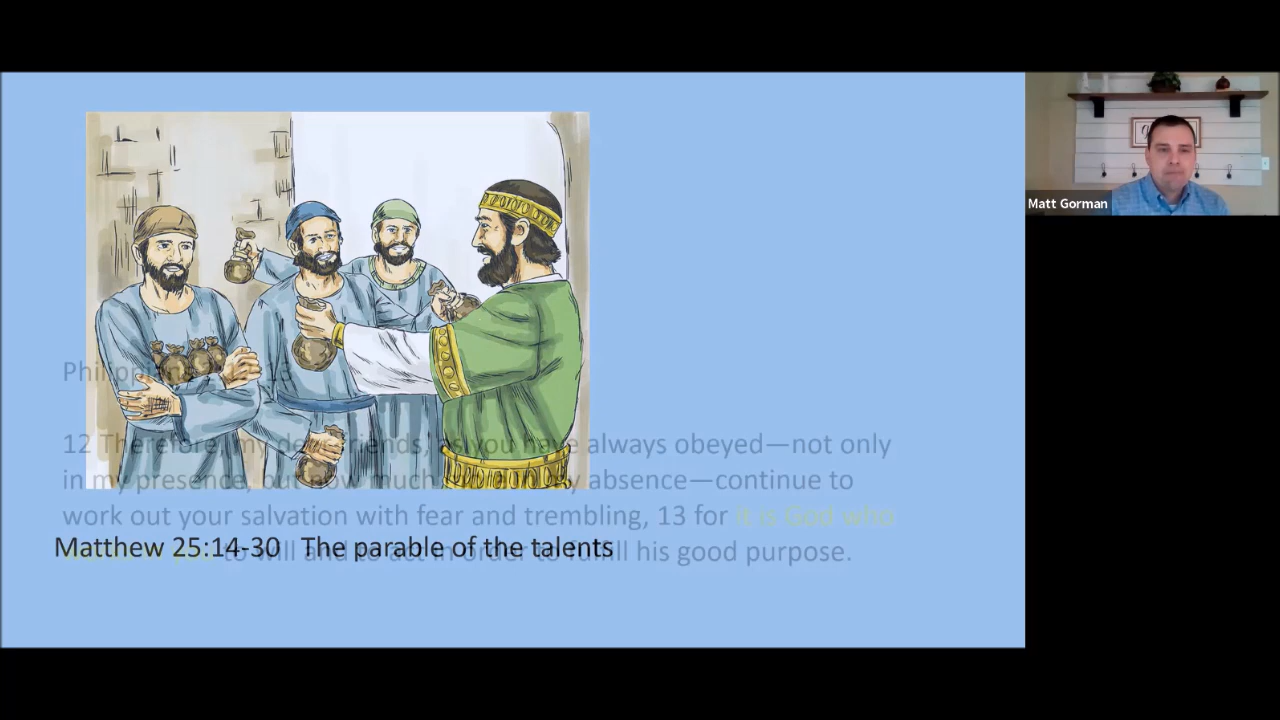 Philippians 2:12-13
12 Therefore, my dear friends, as you have always obeyed—not only
in my presence, but now much more in my absence—continue to
work out your salvation with fear and trembling, 13 for it is God who
to will and to act in order to fulfill his good purpose.
Matthew 25:14-30 The parable of the talents
Matt Gorman